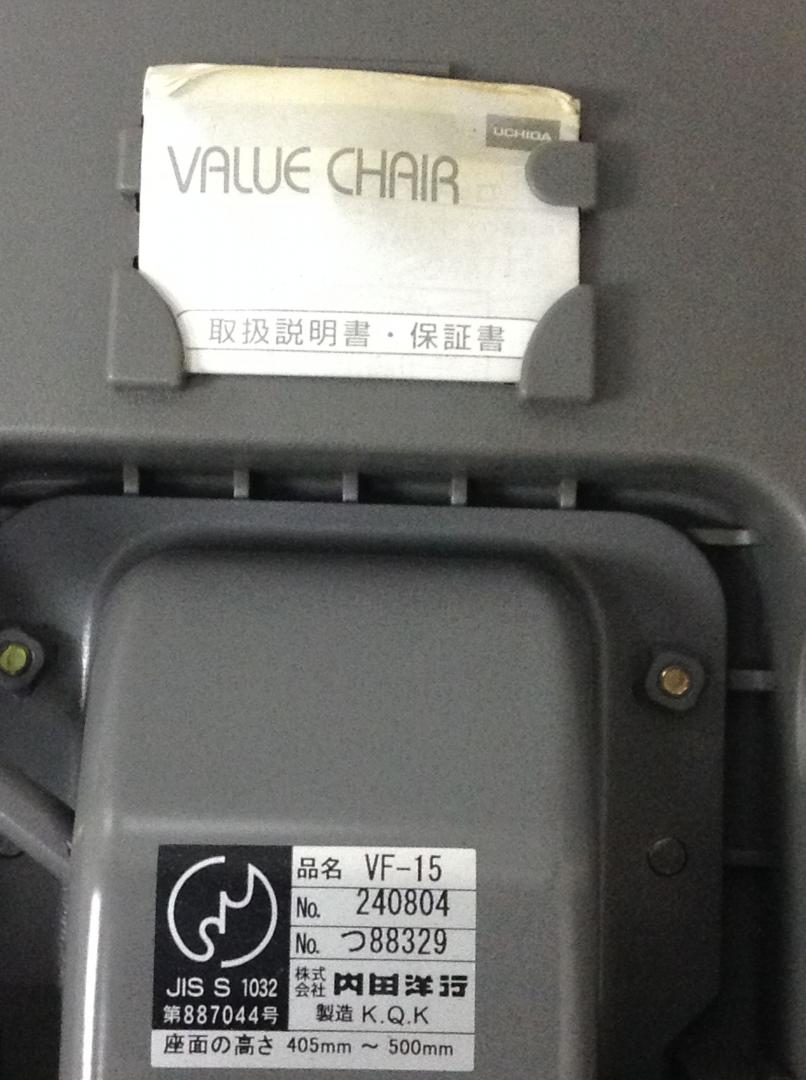 UCHIDA
VALUE CHAIR
取扱説明書・保証書
品名 VF-15
No. 240804
No. つ88329
株式会社 内田洋行
製造 K.Q.K
JIS S 1032
第887044号
座面の高さ 405mm ～ 500mm